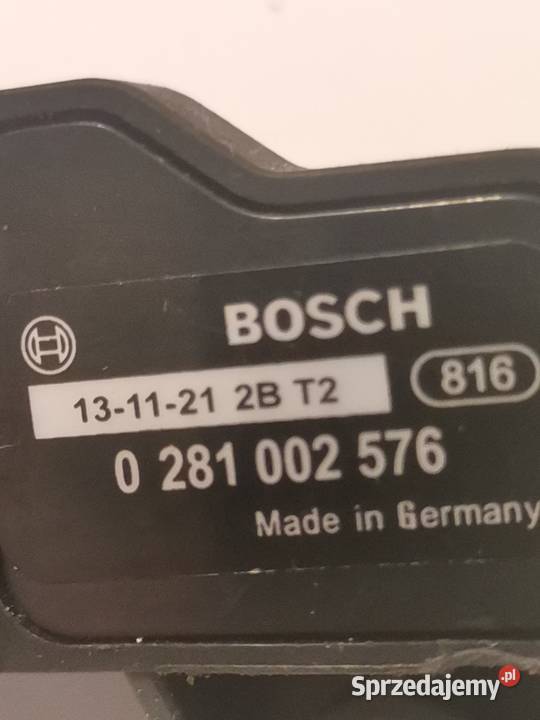 BOSCH
13-11-21 2B T2
816
0 281 002 576
Made in Germany
Sprzedajemy.pl